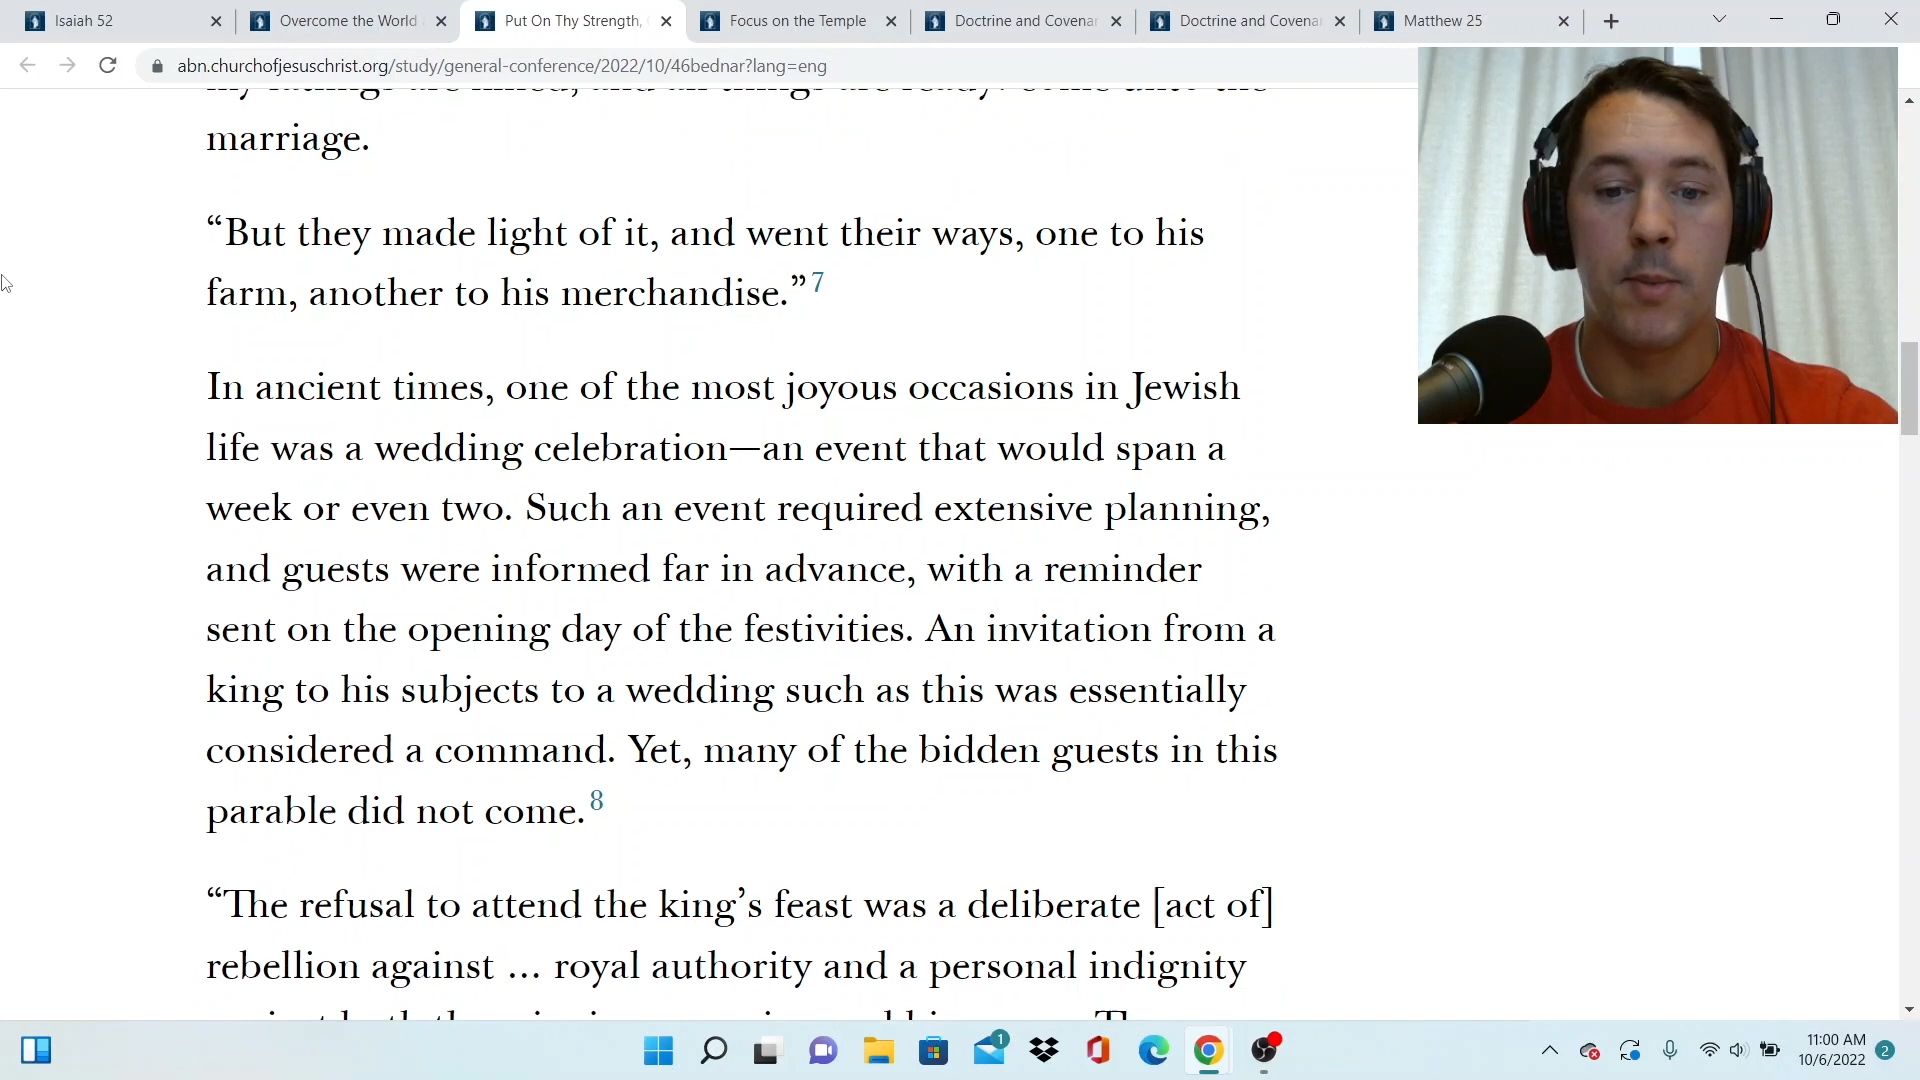 Isaiah 52
Overcome the World
Put On Thy Strength,
Focus on the Temple
Doctrine and Covena
Doctrine and Covena
Matthew 25
abn.churchofjesuschrist.org/study/general-conference/2022/10/46bednar?lang=eng
marriage.
“But they made light of it, and went their ways, one to his
farm, another to his merchandise.”7
In ancient times, one of the most joyous occasions in Jewish
life was a wedding celebration—an event that would span a
week or even two. Such an event required extensive planning,
and guests were informed far in advance, with a reminder
sent on the opening day of the festivities. An invitation from a
king to his subjects to a wedding such as this was essentially
considered a command. Yet, many of the bidden guests in this
parable did not come.8
“The refusal to attend the king’s feast was a deliberate [act of]
rebellion against … royal authority and a personal indignity
1
11:00 AM
10/6/2022
2